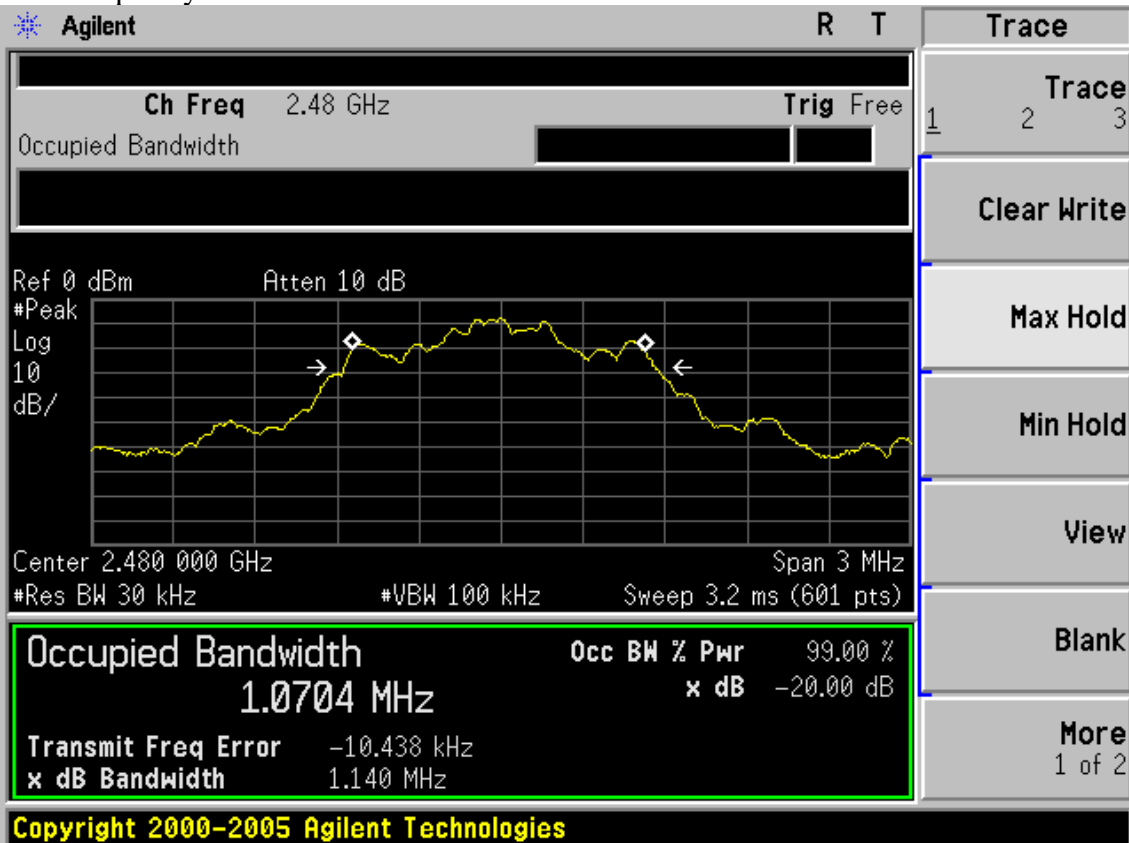 Agilent R T Trace
Ch Freq 2.48 GHz Trig Free
Occupied Bandwidth
Trace
1 2 3
Clear Write
Max Hold
Min Hold
View
Blank
More
1 of 2
Ref 0 dBm Atten 10 dB
#Peak
Log
10
dB/
Center 2.480 000 GHz Span 3 MHz
#Res BW 30 kHz #VBW 100 kHz Sweep 3.2 ms (601 pts)
Occupied Bandwidth Occ BW % Pwr 99.00 %
1.0704 MHz x dB -20.00 dB
Transmit Freq Error -10.438 kHz
x dB Bandwidth 1.140 MHz
Copyright 2000-2005 Agilent Technologies